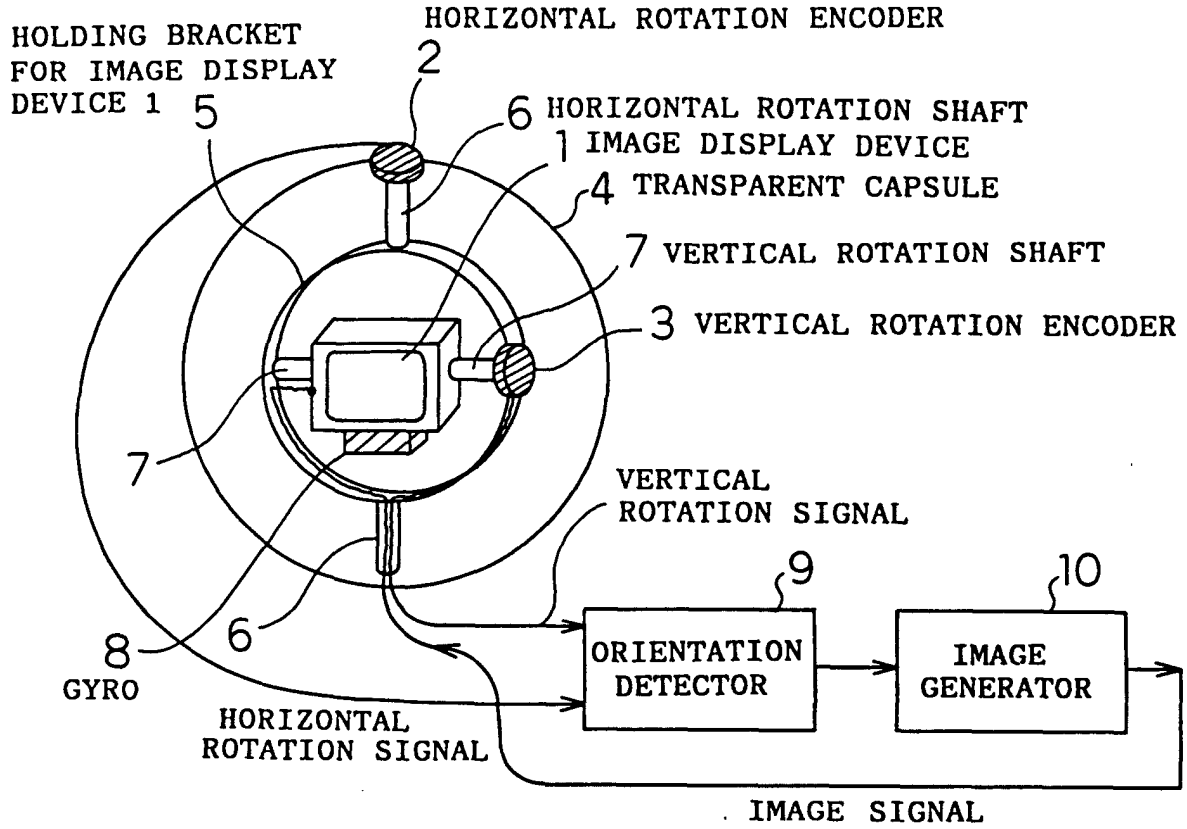 HORIZONTAL ROTATION ENCODER
2
HOLDING BRACKET
FOR IMAGE DISPLAY
DEVICE 1
5
6 HORIZONTAL ROTATION SHAFT
1 IMAGE DISPLAY DEVICE
4 TRANSPARENT CAPSULE
7 VERTICAL ROTATION SHAFT
3 VERTICAL ROTATION ENCODER
7
VERTICAL
ROTATION SIGNAL
6
8
GYRO
9
ORIENTATION
DETECTOR
10
IMAGE
GENERATOR
HORIZONTAL
ROTATION SIGNAL
IMAGE SIGNAL